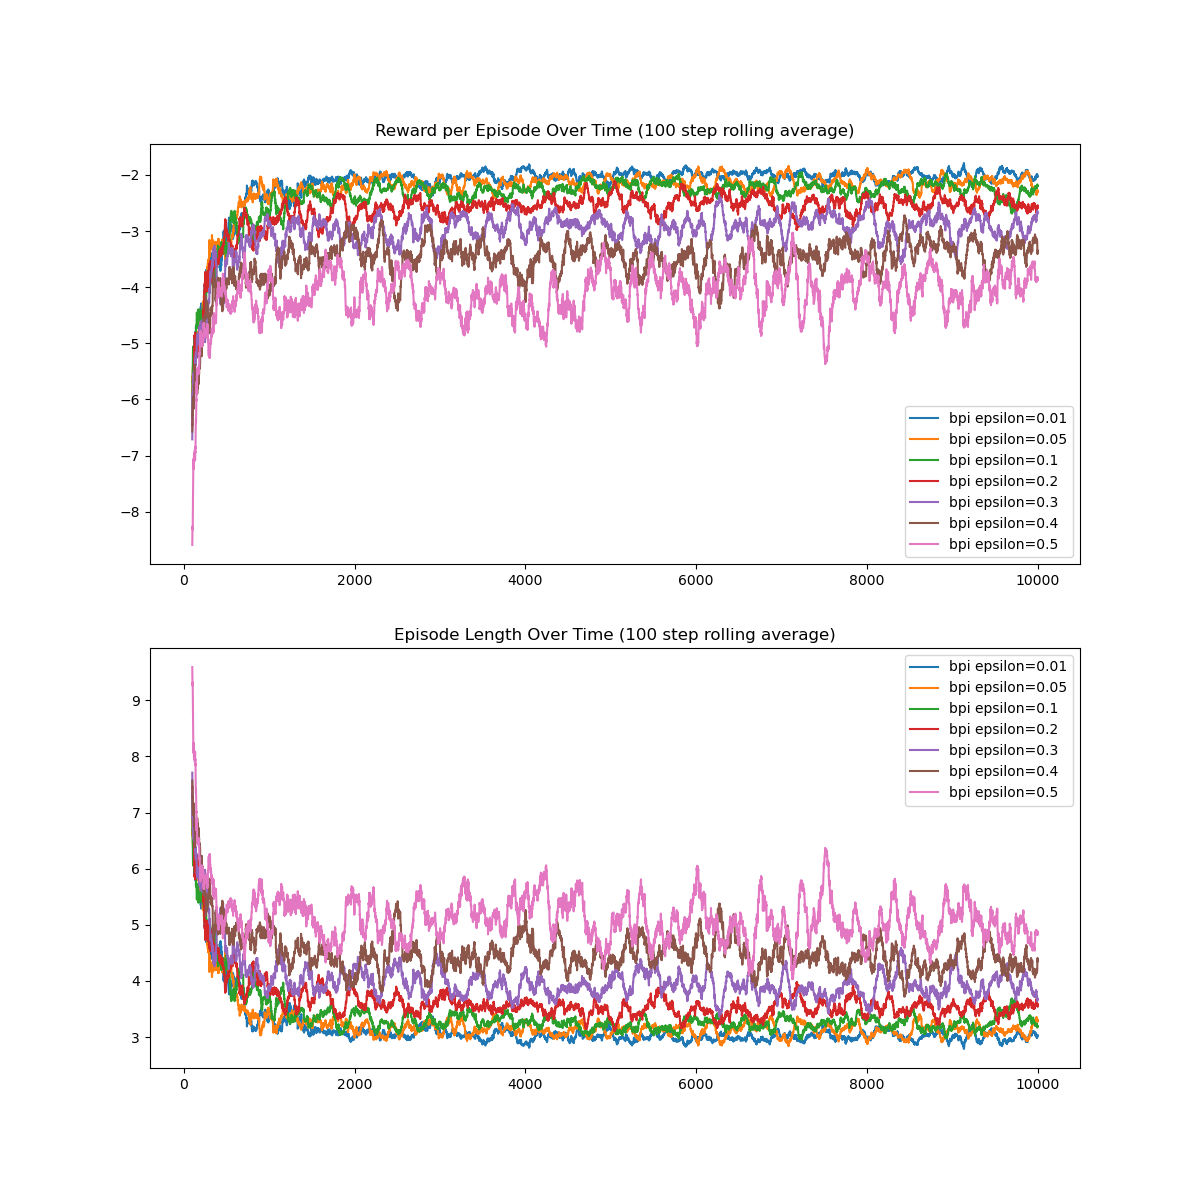 Reward per Episode Over Time (100 step rolling average)
−2
−3
−4
−5
−6
−7
−8
bpi epsilon=0.01
bpi epsilon=0.05
bpi epsilon=0.1
bpi epsilon=0.2
bpi epsilon=0.3
bpi epsilon=0.4
bpi epsilon=0.5
0 2000 4000 6000 8000 10000
Episode Length Over Time (100 step rolling average)
9
8
7
6
5
4
3
bpi epsilon=0.01
bpi epsilon=0.05
bpi epsilon=0.1
bpi epsilon=0.2
bpi epsilon=0.3
bpi epsilon=0.4
bpi epsilon=0.5
0 2000 4000 6000 8000 10000